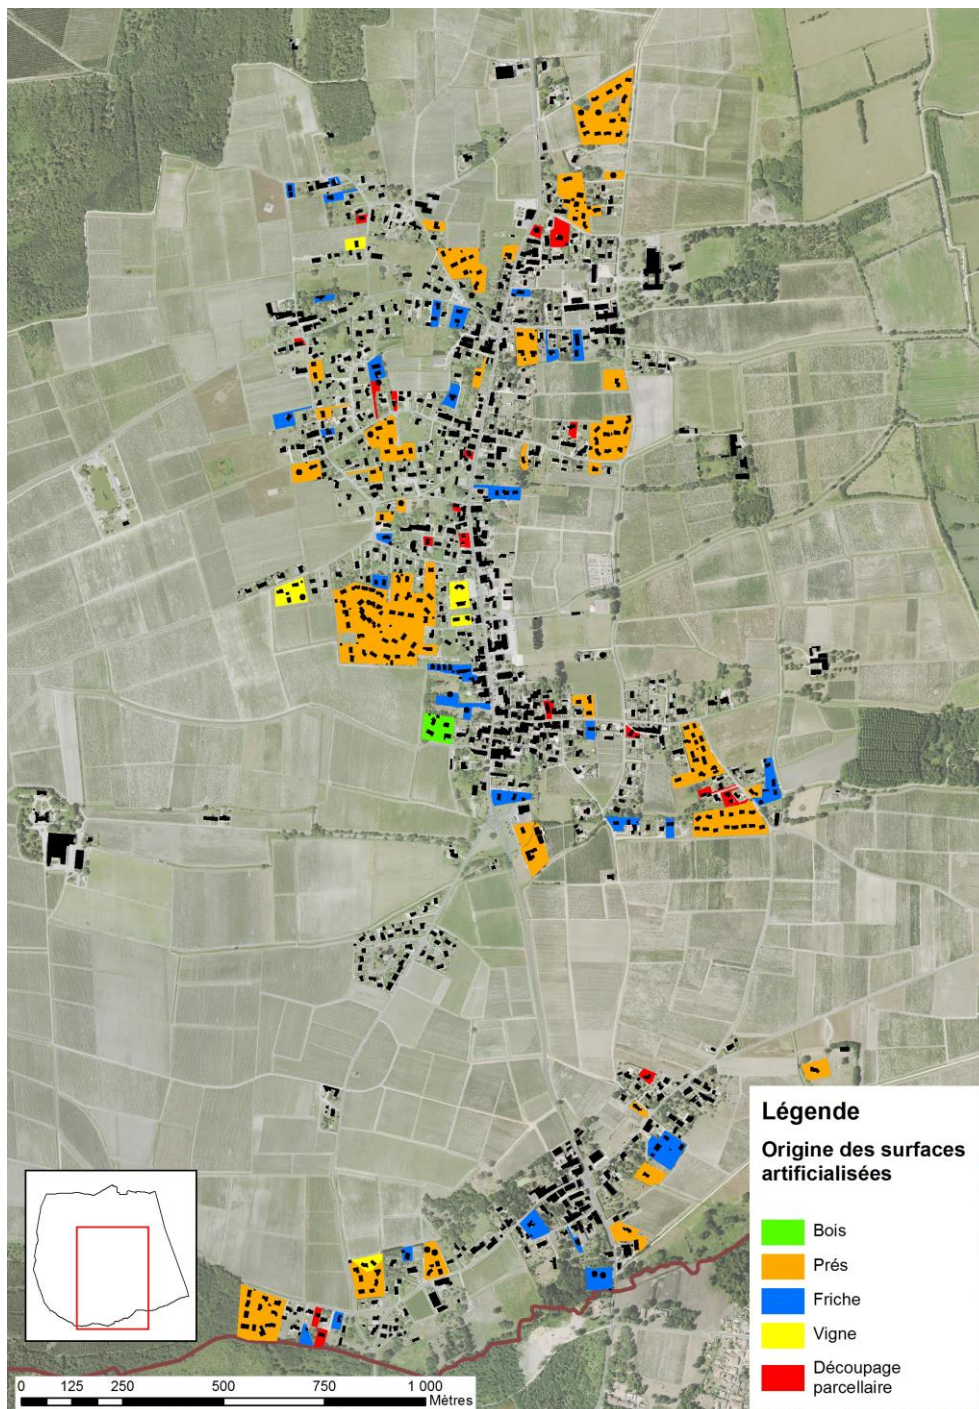 Légende
Origine des surfaces
artificialisées
Bois
Prés
Friche
Vigne
Découpage
parcellaire
0 125 250 500 750 1 000
Mètres